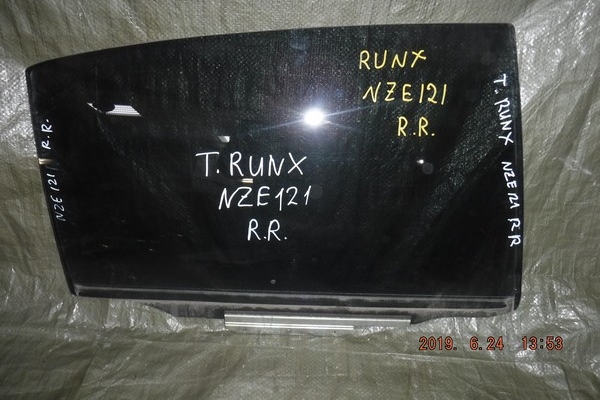 RUNX
NZE121
R.R.
T. RUNX
NZE121
R.R.
NZE121 R.R.
T. RUNX NZE121 R.R
2019. 6.24 13:53